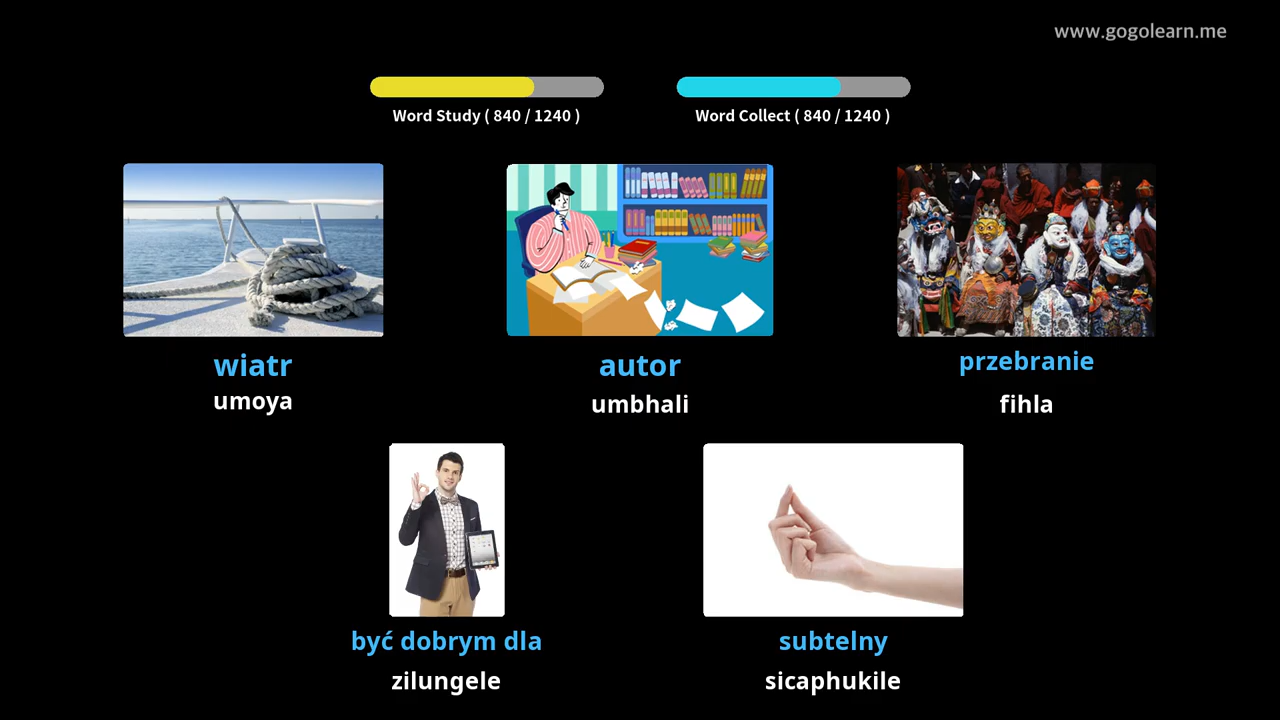 www.gogolearn.me
Word Study ( 840 / 1240 )
Word Collect ( 840 / 1240 )
wiatr
umoya
autor
umbhali
przebranie
fihla
być dobrym dla
zilungele
subtelny
sicaphukile